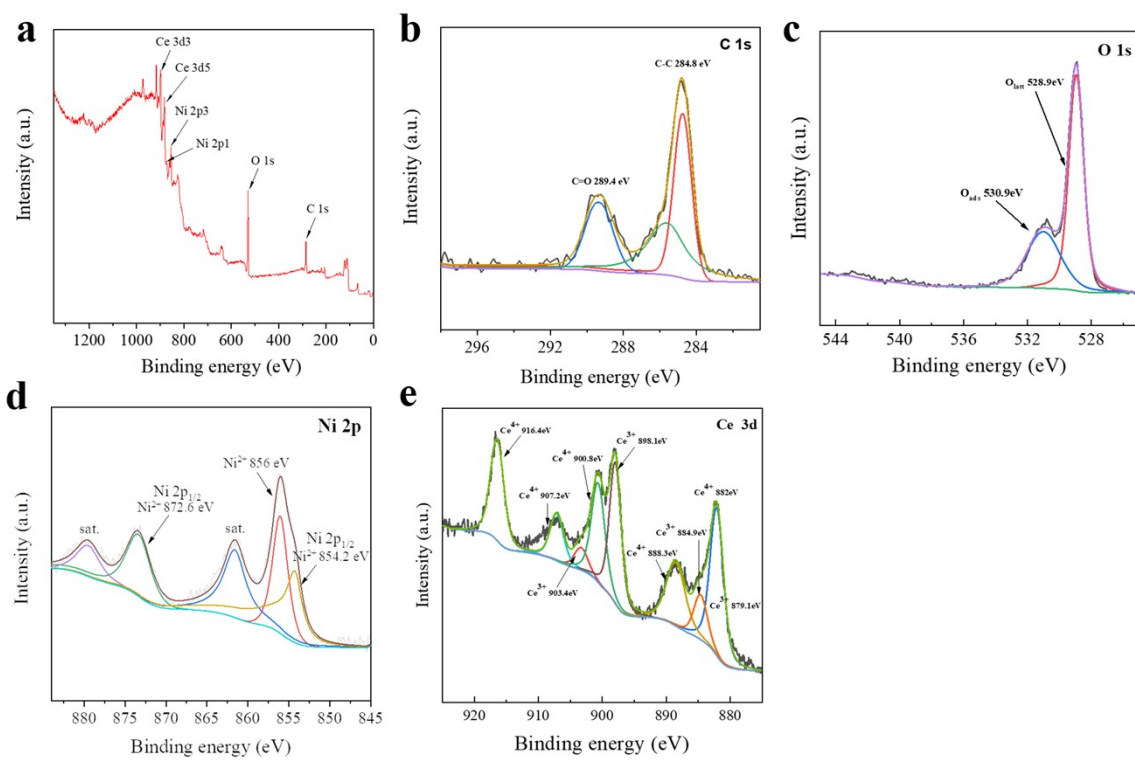 a
Ce 3d3
Ce 3d5
Ni 2p3
Ni 2p1
O 1s
C 1s
Intensity (a.u.)
1200 1000 800 600 400 200 0
Binding energy (eV)
b
C 1s
C-C 284.8 eV
C=O 289.4 eV
Intensity (a.u.)
296 292 288 284
Binding energy (eV)
c
O 1s
Olatt 528.9eV
Oads 530.9eV
Intensity (a.u.)
544 540 536 532 528
Binding energy (eV)
d
Ni 2p
Ni²⁺ 856 eV
Ni 2p1/2
Ni²⁺ 872.6 eV
sat.
sat.
Ni 2p1/2
Ni²⁺ 854.2 eV
Intensity (a.u.)
880 875 870 865 860 855 850 845
Binding energy (eV)
e
Ce 3d
Ce⁴⁺ 916.4eV
Ce³⁺ 898.1eV
Ce⁴⁺ 900.8eV
Ce⁴⁺ 907.2eV
Ce⁴⁺ 882eV
Ce³⁺ 884.9eV
Ce⁴⁺ 888.3eV
Ce³⁺ 903.4eV
Ce³⁺ 879.1eV
Intensity (a.u.)
920 910 900 890 880
Binding energy (eV)